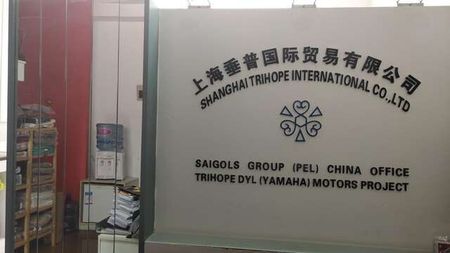 上海垂普国际贸易有限公司
SHANGHAI TRIHOPE INTERNATIONAL CO.,LTD
SAIGOLS GROUP (PEL) CHINA OFFICE
TRIHOPE DYL (YAMAHA) MOTORS PROJECT